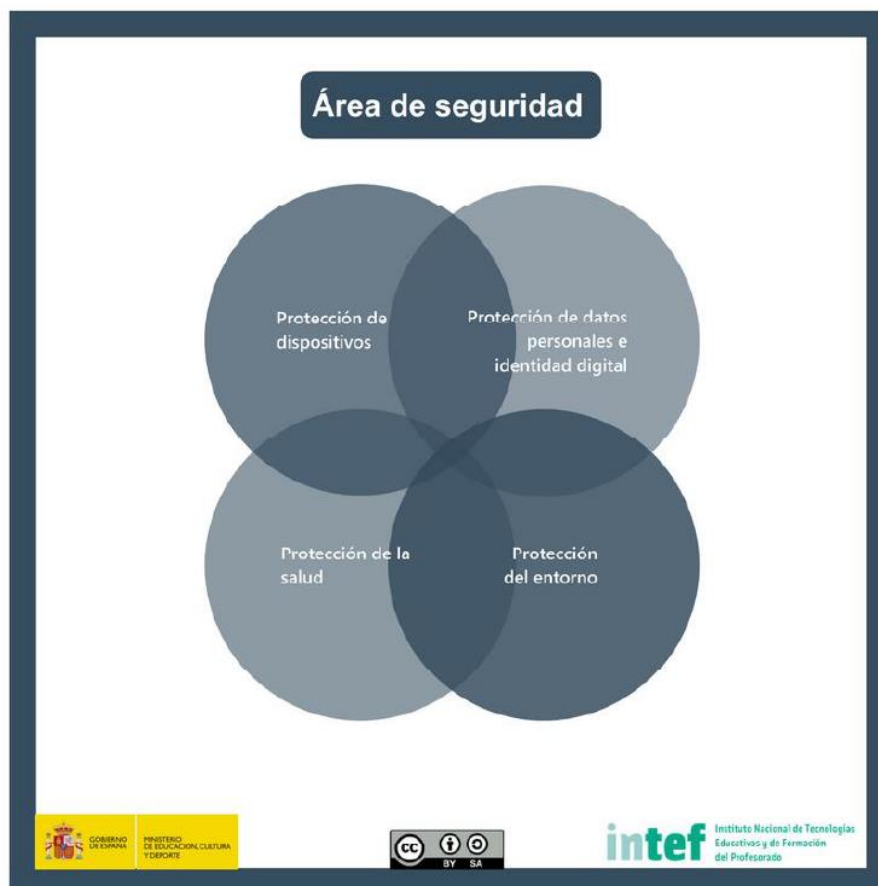 Área de seguridad
Protección de
dispositivos
Protección de datos
personales e
identidad digital
Protección de la
salud
Protección
del entorno
GOBIERNO
DE ESPAÑA
MINISTERIO
DE EDUCACIÓN, CULTURA
Y DEPORTE
cc
BY SA
intef
Instituto Nacional de Tecnologías
Educativas y de Formación
del Profesorado